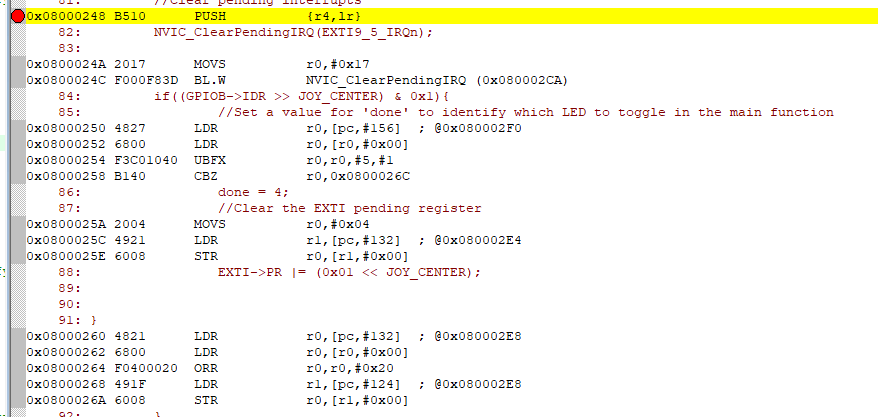 81: //Clear pending interrupts
0x08000248 B510 PUSH {r4,lr}
82: NVIC_ClearPendingIRQ(EXTI9_5_IRQn);
83:
0x0800024A 2017 MOVS r0,#0x17
0x0800024C F000F83D BL.W NVIC_ClearPendingIRQ (0x080002CA)
84: if((GPIOB->IDR >> JOY_CENTER) & 0x1){
85: //Set a value for 'done' to identify which LED to toggle in the main function
0x08000250 4827 LDR r0,[pc,#156] ; @0x080002F0
0x08000252 6800 LDR r0,[r0,#0x00]
0x08000254 F3C01040 UBFX r0,r0,#5,#1
0x08000258 B140 CBZ r0,0x0800026C
86: done = 4;
87: //Clear the EXTI pending register
0x0800025A 2004 MOVS r0,#0x04
0x0800025C 4921 LDR r1,[pc,#132] ; @0x080002E4
0x0800025E 6008 STR r0,[r1,#0x00]
88: EXTI->PR |= (0x01 << JOY_CENTER);
89:
90:
91: }
0x08000260 4821 LDR r0,[pc,#132] ; @0x080002E8
0x08000262 6800 LDR r0,[r0,#0x00]
0x08000264 F0400020 ORR r0,r0,#0x20
0x08000268 491F LDR r1,[pc,#124] ; @0x080002E8
0x0800026A 6008 STR r0,[r1,#0x00]
92: }